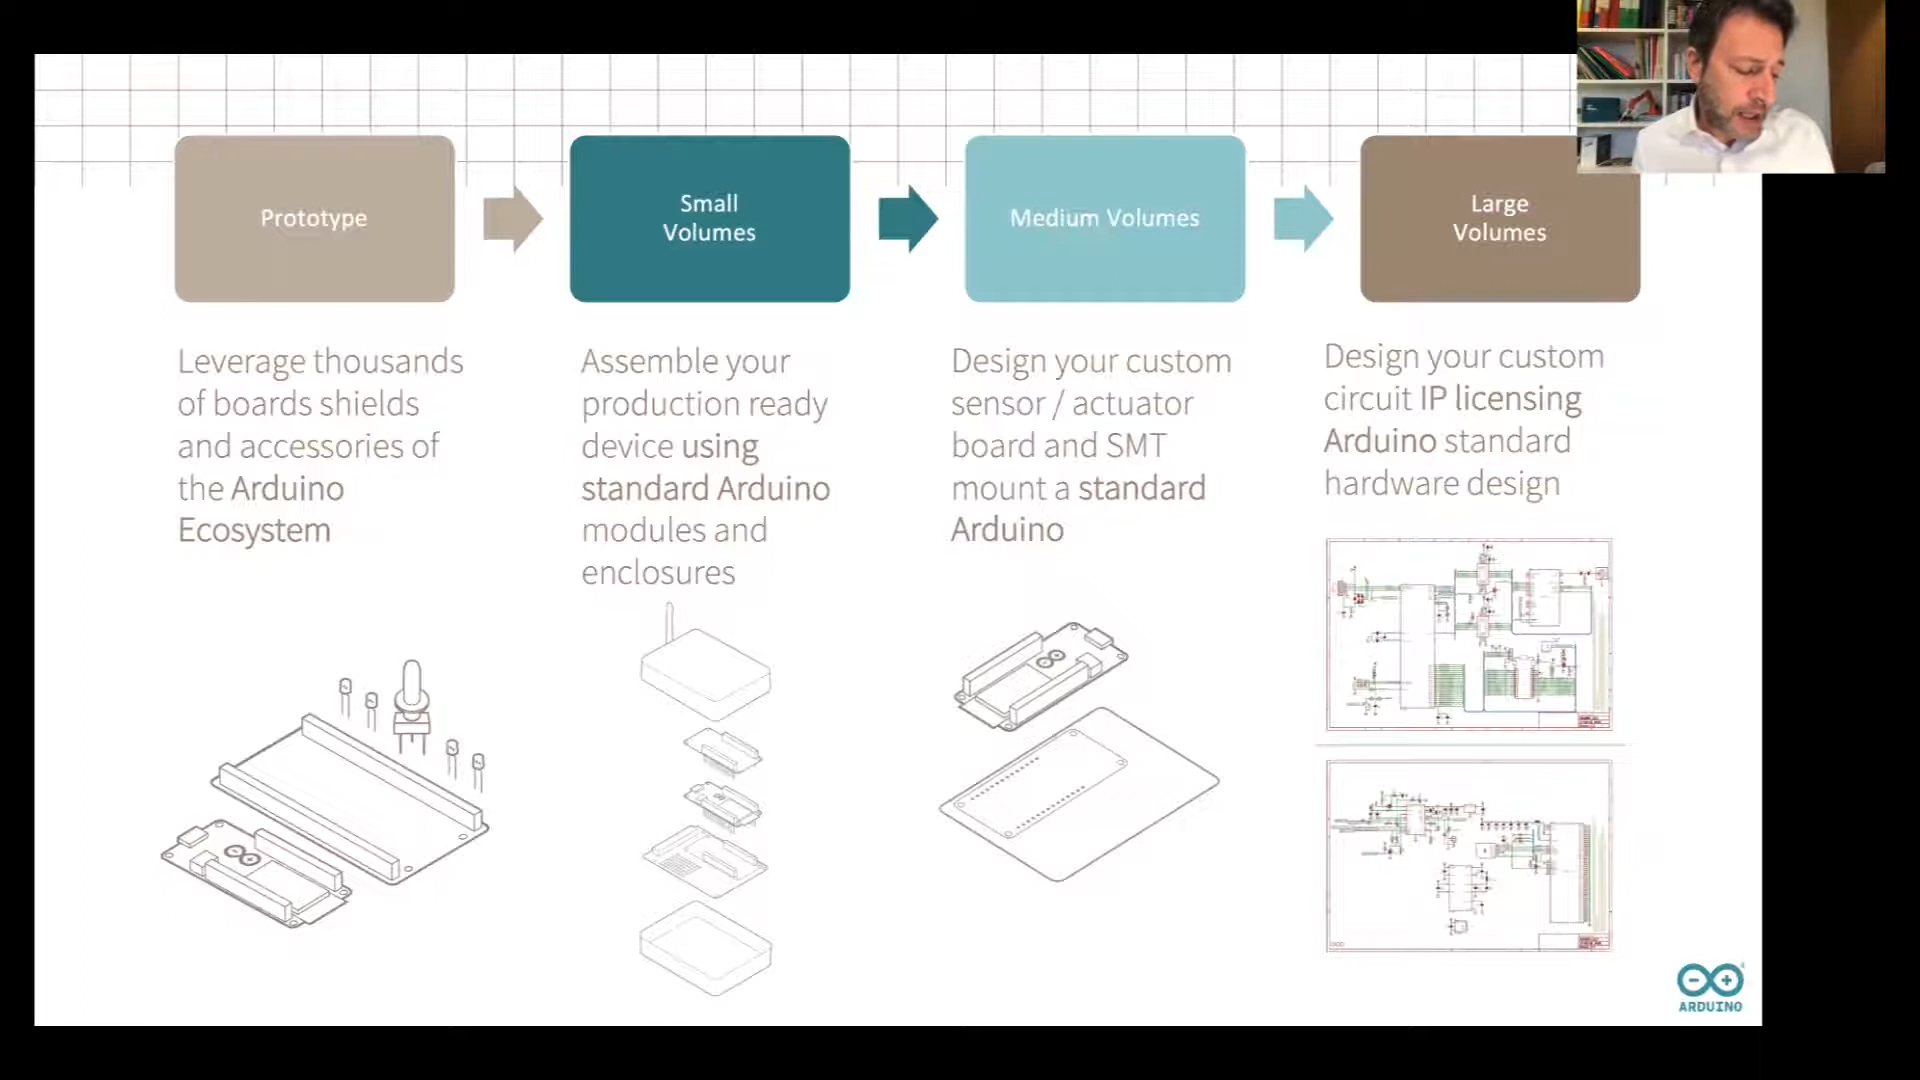 Prototype
Small
Volumes
Medium Volumes
Large
Volumes
Leverage thousands
of boards shields
and accessories of
the Arduino
Ecosystem
Assemble your
production ready
device using
standard Arduino
modules and
enclosures
Design your custom
sensor / actuator
board and SMT
mount a standard
Arduino
Design your custom
circuit IP licensing
Arduino standard
hardware design
ARDUINO